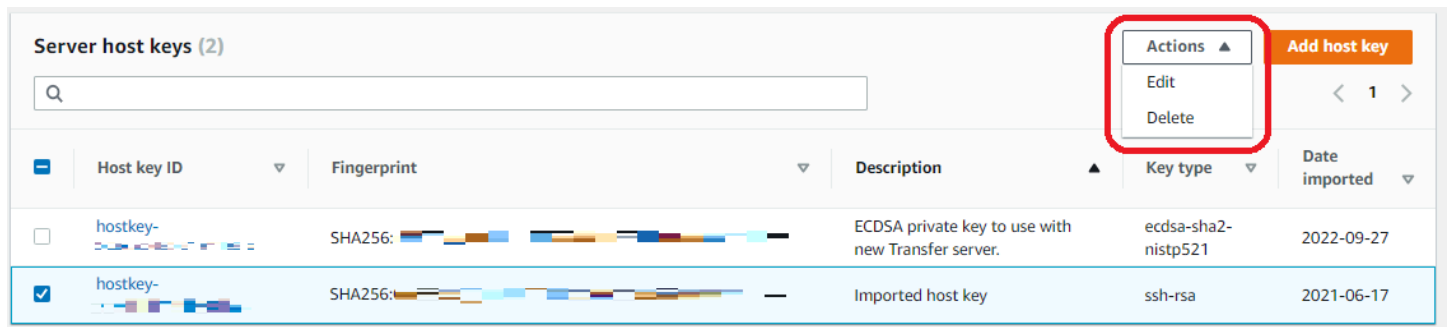 Server host keys (2)
Actions
Add host key
Edit
1
Delete
Host key ID
Fingerprint
Description
Key type
Date
imported
hostkey-
SHA256:
ECDSA private key to use with
new Transfer server.
ecdsa-sha2-
nistp521
2022-09-27
hostkey-
SHA256:
Imported host key
ssh-rsa
2021-06-17